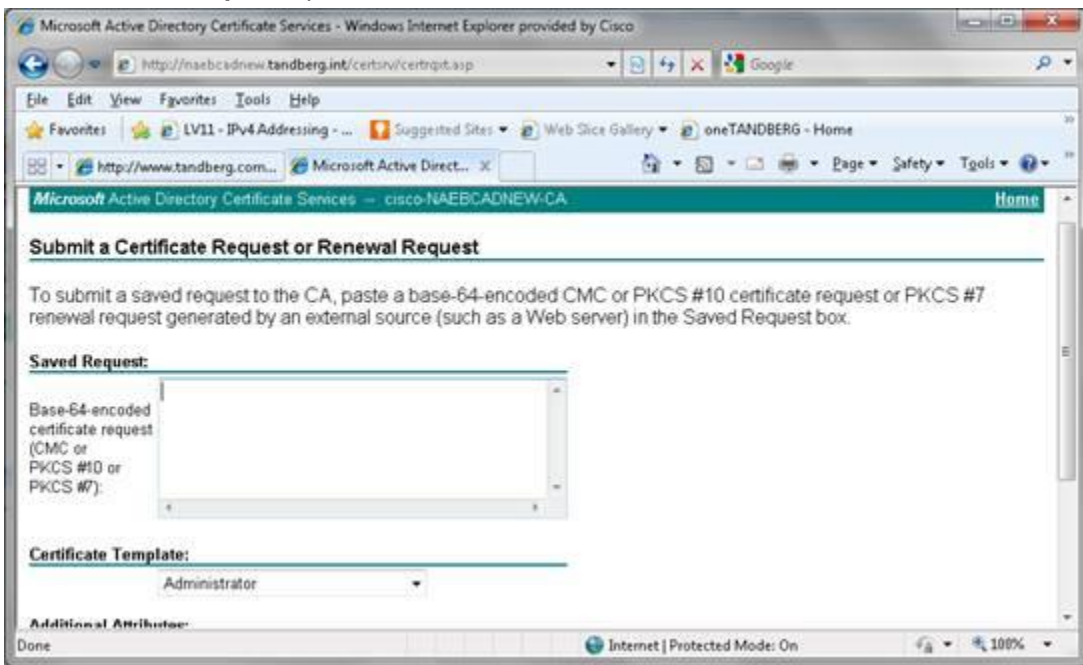 Microsoft Active Directory Certificate Services - Windows Internet Explorer provided by Cisco
http://naebcadnew.tandberg.int/certsrv/certrqxt.asp
Google
File Edit View Favorites Tools Help
Favorites LV11 - IPv4 Addressing - ... Suggested Sites Web Slice Gallery oneTANDBERG - Home
http://www.tandberg.com... Microsoft Active Direct... X Page Safety Tools
Microsoft Active Directory Certificate Services -- cisco-NAEBCADNEW-CA Home
Submit a Certificate Request or Renewal Request
To submit a saved request to the CA, paste a base-64-encoded CMC or PKCS #10 certificate request or PKCS #7
renewal request generated by an external source (such as a Web server) in the Saved Request box.
Saved Request:
Base-64-encoded
certificate request
(CMC or
PKCS #10 or
PKCS #7):
Certificate Template:
Administrator
Additional Attributes:
Done Internet | Protected Mode: On 100%